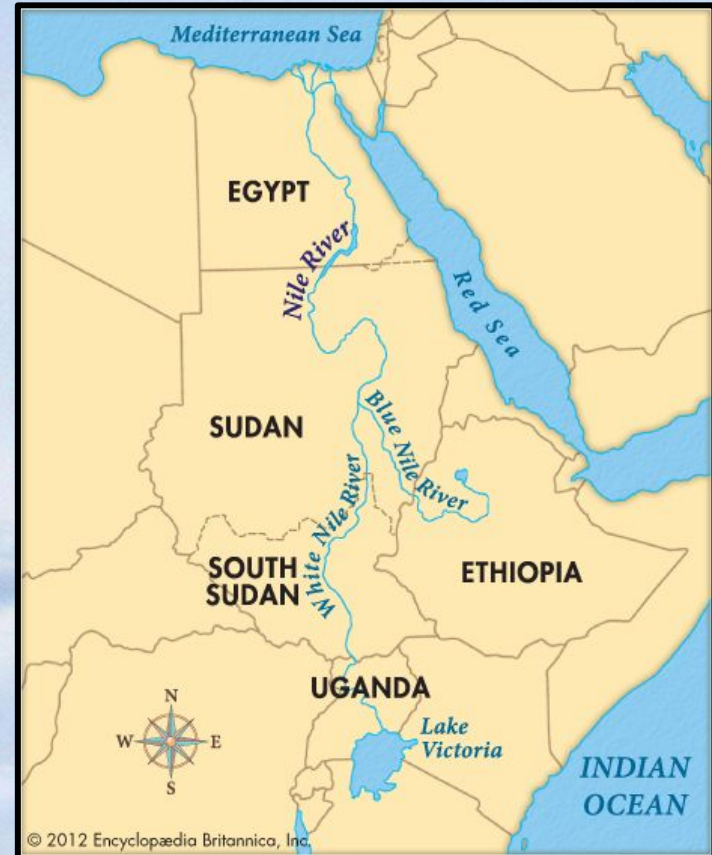 Mediterranean Sea
EGYPT
Nile River
Red Sea
SUDAN
Blue Nile River
White Nile River
SOUTH
SUDAN
ETHIOPIA
UGANDA
Lake
Victoria
N
W
E
S
INDIAN
OCEAN
© 2012 Encyclopædia Britannica, Inc.